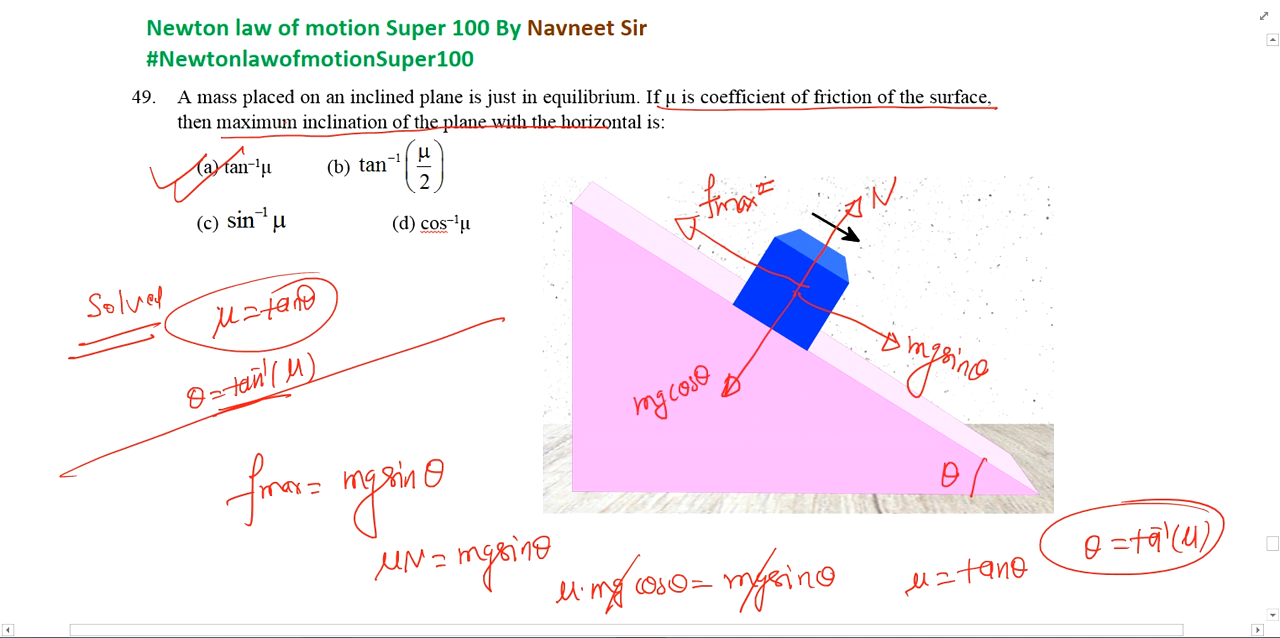 Newton law of motion Super 100 By Navneet Sir
#NewtonlawofmotionSuper100
49. A mass placed on an inclined plane is just in equilibrium. If μ is coefficient of friction of the surface,
then maximum inclination of the plane with the horizontal is:
(a) tan⁻¹μ (b) tan⁻¹(μ/2)
(c) sin⁻¹ μ (d) cos⁻¹μ
fmax =
N
mg sinθ
mg cosθ
θ
Solved
μ = tanθ
θ = tan⁻¹(μ)
fmax = mg sin θ
μN = mg sinθ
μ. mg cosθ = mg sinθ
μ = tanθ
θ = tan⁻¹(μ)